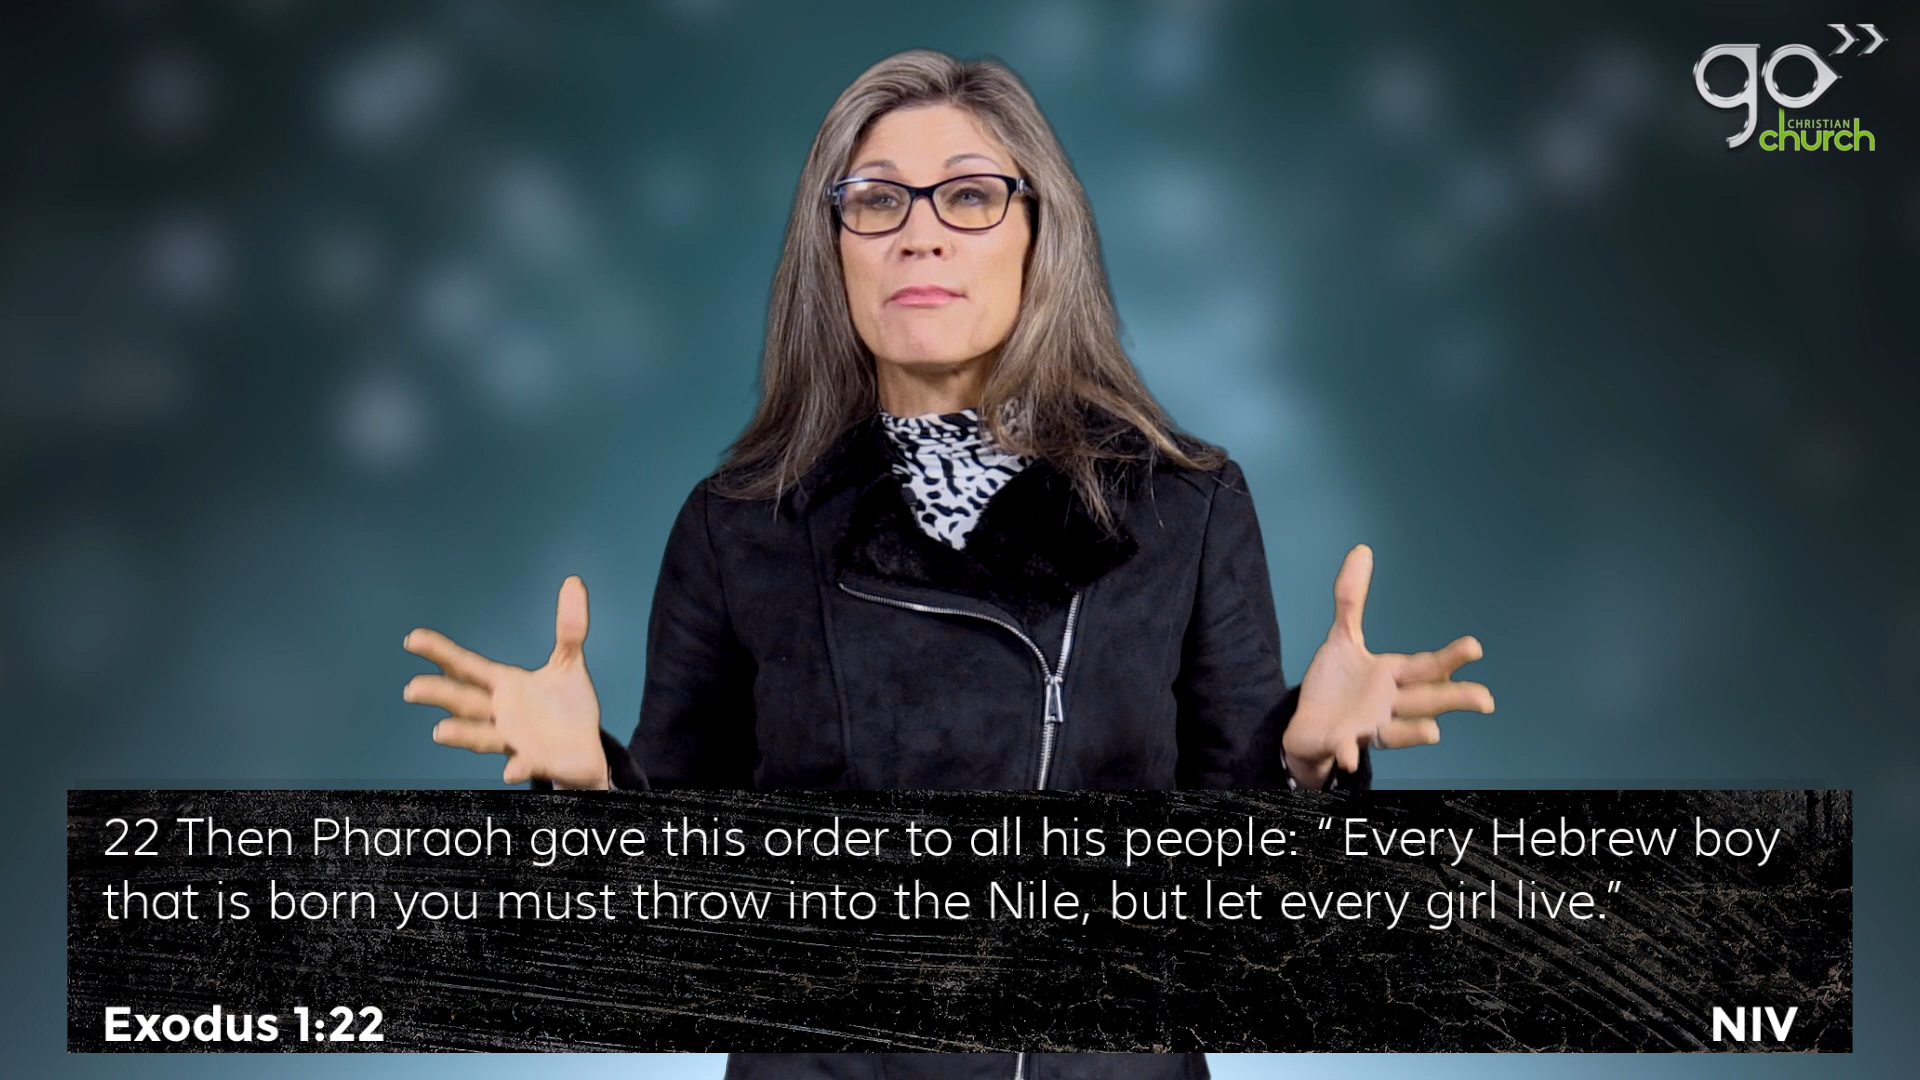 go
CHRISTIAN
church
22 Then Pharaoh gave this order to all his people: “Every Hebrew boy
that is born you must throw into the Nile, but let every girl live.”
Exodus 1:22
NIV